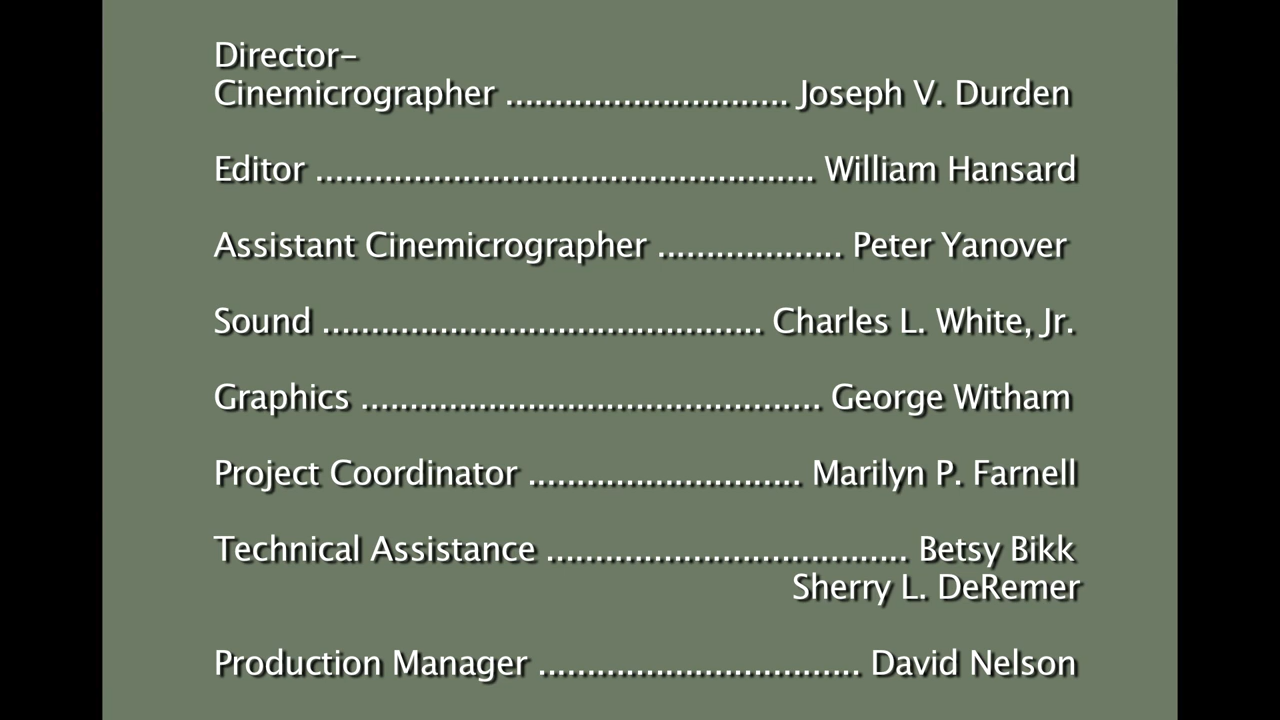 Director-
Cinemicrographer ............................. Joseph V. Durden
Editor ................................................... William Hansard
Assistant Cinemicrographer ................... Peter Yanover
Sound ............................................. Charles L. White, Jr.
Graphics ............................................... George Witham
Project Coordinator ............................ Marilyn P. Farnell
Technical Assistance ..................................... Betsy Bikk
Sherry L. DeRemer
Production Manager ................................. David Nelson